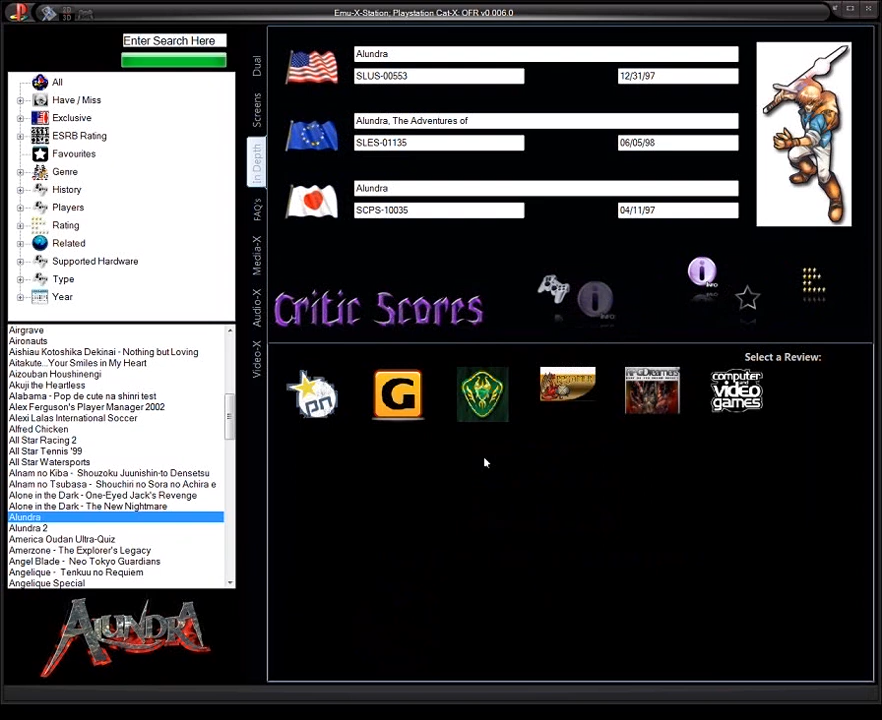 Emu-X-Station; Playstation Cat-X: OFR v0.006.0
2D
3D
Enter Search Here
All
Have / Miss
Exclusive
ESRB Rating
Favourites
Genre
History
Players
Rating
Related
Supported Hardware
Type
Year
Airgrave
Aironauts
Aishiau Kotoshika Dekinai - Nothing but Loving
Aitakute...Your Smiles in My Heart
Aizouban Houshinengi
Akuji the Heartless
Alabama - Pop de cute na shinri test
Alex Ferguson's Player Manager 2002
Alexi Lalas International Soccer
Alfred Chicken
All Star Racing 2
All Star Tennis '99
All Star Watersports
Alnam no Kiba - Shouzoku Juunishin-to Densetsu
Alnam no Tsubasa - Shouchiri no Sora no Achira e
Alone in the Dark - One-Eyed Jack's Revenge
Alone in the Dark - The New Nightmare
Alundra
Alundra 2
America Oudan Ultra-Quiz
Amerzone - The Explorer's Legacy
Angel Blade - Neo Tokyo Guardians
Angelique - Tenkuu no Requiem
Angelique Special
ALUNDRA
Dual
Screens
In Depth
FAQ's
Media-X
Audio-X
Video-X
Alundra
SLUS-00553
12/31/97
Alundra, The Adventures of
SLES-01135
06/05/98
Alundra
SCPS-10035
04/11/97
Critic Scores
INFO
INFO
Select a Review:
pn
G
RPGDreamers
computer
and
video
games